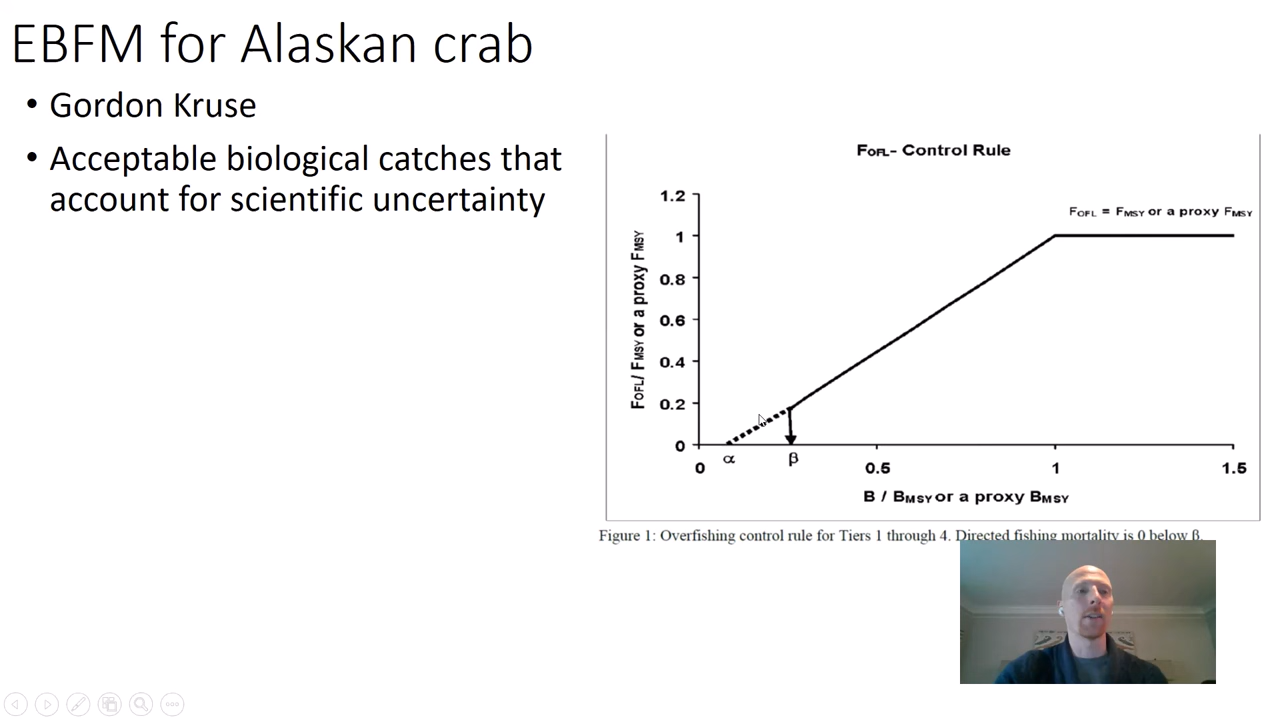 EBFM for Alaskan crab
• Gordon Kruse
• Acceptable biological catches that
account for scientific uncertainty
FOFL- Control Rule
FOFL = FMSY or a proxy FMSY
FOFL/ FMSY or a proxy FMSY
1.2
1
0.8
0.6
0.4
0.2
0
α
β
0
0.5
1
1.5
B / BMSY or a proxy BMSY
Figure 1: Overfishing control rule for Tiers 1 through 4. Directed fishing mortality is 0 below β.